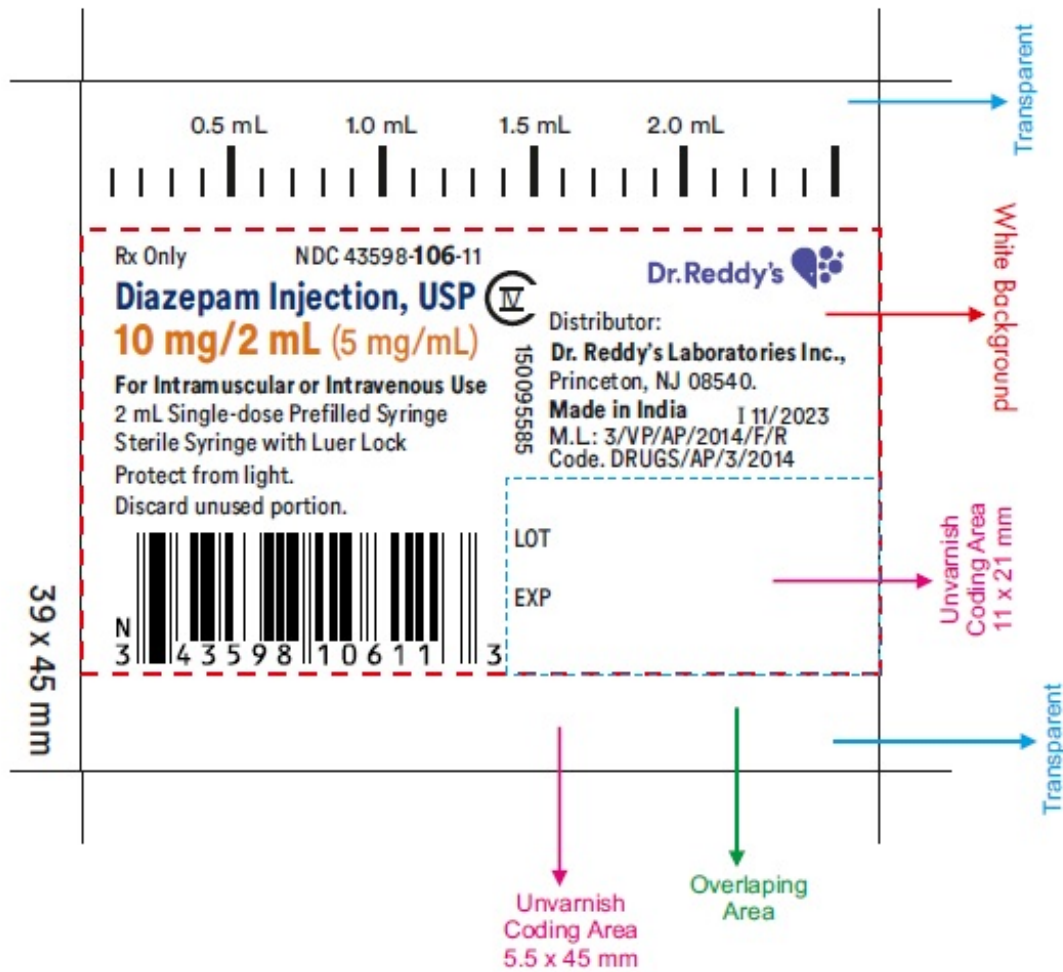 0.5 mL 1.0 mL 1.5 mL 2.0 mL
Transparent
Rx Only NDC 43598-106-11
Diazepam Injection, USP CIV
10 mg/2 mL (5 mg/mL)
For Intramuscular or Intravenous Use
2 mL Single-dose Prefilled Syringe
Sterile Syringe with Luer Lock
Protect from light.
Discard unused portion.
N
3 43598 10611 3
150095585
Dr.Reddy's
Distributor:
Dr. Reddy's Laboratories Inc.,
Princeton, NJ 08540.
Made in India I 11/2023
M.L.: 3/VP/AP/2014/F/R
Code. DRUGS/AP/3/2014
LOT
EXP
White Background
Unvarnish
Coding Area
11 x 21 mm
Transparent
39 x 45 mm
Unvarnish
Coding Area
5.5 x 45 mm
Overlaping
Area